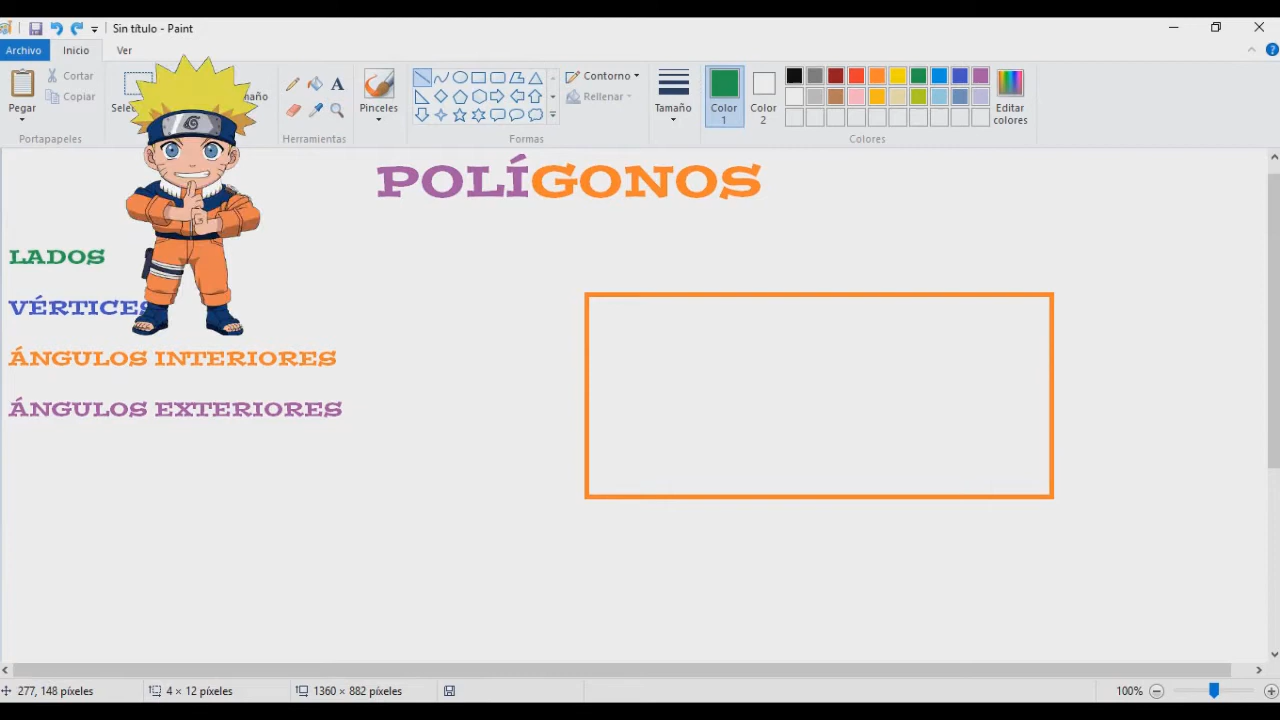 Sin título - Paint
Archivo Inicio Ver
Pegar
Cortar
Copiar
Portapapeles
Herramientas
Pinceles
Formas
Contorno
Rellenar
Tamaño
Color 1
Color 2
Editar colores
Colores
POLÍGONOS
LADOS
VÉRTICES
ÁNGULOS INTERIORES
ÁNGULOS EXTERIORES
277, 148 píxeles
4 × 12 píxeles
1360 × 882 píxeles
100%